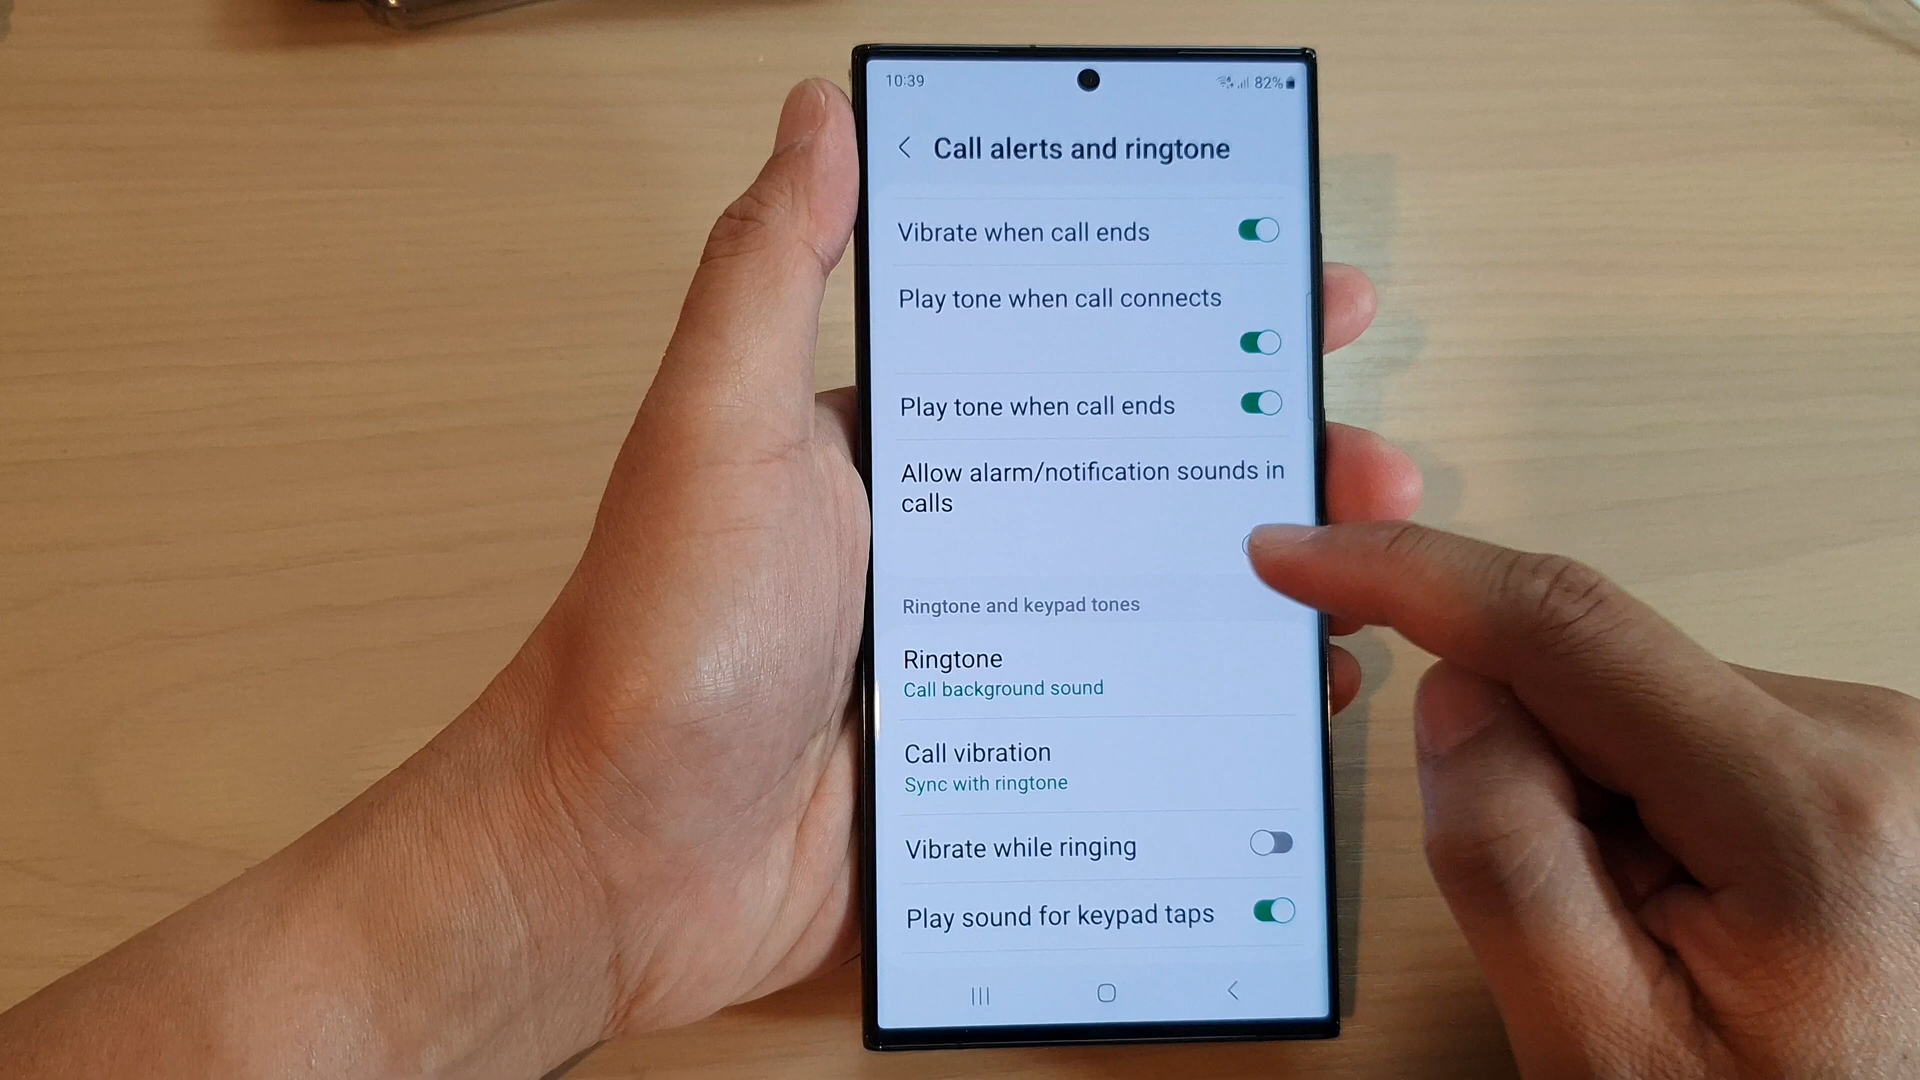 10:39
82%
Call alerts and ringtone
Vibrate when call ends
Play tone when call connects
Play tone when call ends
Allow alarm/notification sounds in
calls
Ringtone and keypad tones
Ringtone
Call background sound
Call vibration
Sync with ringtone
Vibrate while ringing
Play sound for keypad taps